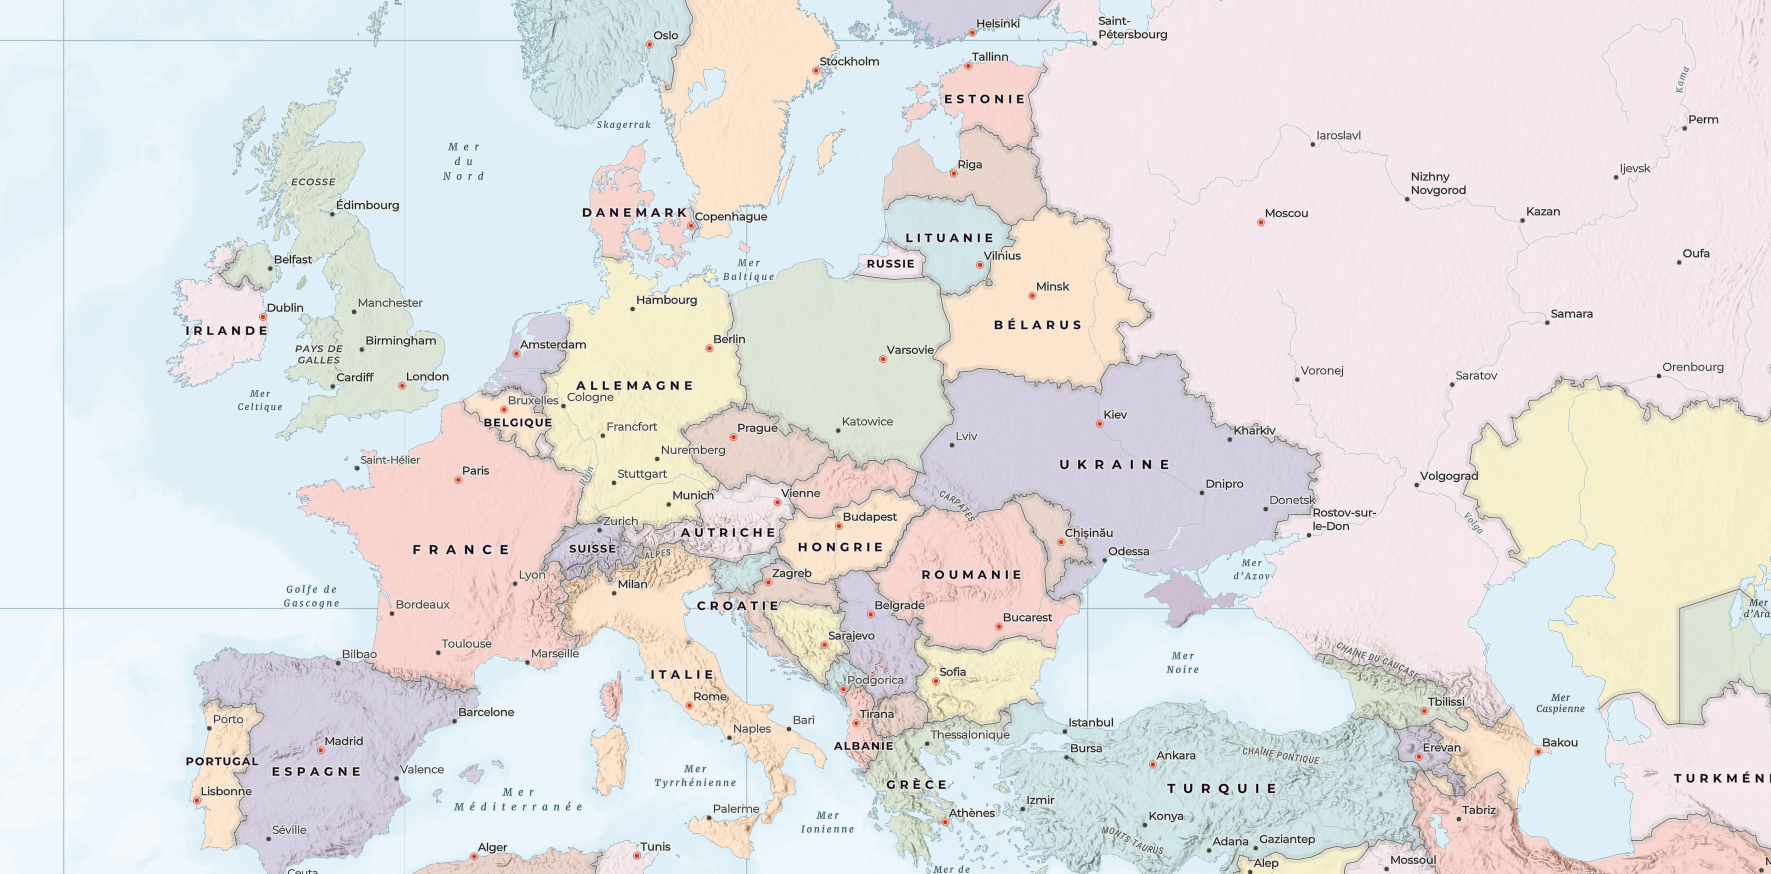 Helsinki
Saint-
Pétersbourg
Oslo
Stockholm
Tallinn
Kama
ESTONIE
Skagerrak
Perm
Iaroslavl
Mer
du
Nord
Riga
Ijevsk
ECOSSE
Nizhny
Novgorod
Édimbourg
DANEMARK
Copenhague
Moscou
Kazan
LITUANIE
Belfast
Mer
Baltique
RUSSIE
Vilnius
Oufa
Minsk
Manchester
Dublin
Hambourg
Samara
IRLANDE
BÉLARUS
Birmingham
PAYS DE
GALLES
Amsterdam
Berlin
Varsovie
Cardiff
London
ALLEMAGNE
Voronej
Saratov
Orenbourg
Mer
Celtique
Bruxelles
Cologne
BELGIQUE
Francfort
Prague
Katowice
Kiev
Lviv
Kharkiv
Saint-Hélier
Paris
Nuremberg
UKRAINE
Rhin
Stuttgart
Volgograd
Munich
Vienne
Dnipro
Donetsk
CARPATES
Zurich
Budapest
Rostov-sur-
le-Don
Volga
AUTRICHE
Chișinău
FRANCE
SUISSE
ALPES
HONGRIE
Odessa
Lyon
Milan
Zagreb
ROUMANIE
Mer
d'Azov
Golfe de
Gascogne
Bordeaux
CROATIE
Belgrade
Bucarest
Mer
d'Ara
Toulouse
Sarajevo
Bilbao
Marseille
Mer
Noire
CHAÎNE DU CAUCASE
ITALIE
Podgorica
Sofia
Rome
Tbilissi
Mer
Caspienne
Porto
Barcelone
Tirana
Bari
Naples
Istanbul
Thessalonique
Madrid
ALBANIE
Bursa
Ankara
CHAÎNE PONTIQUE
Erevan
Bakou
PORTUGAL
ESPAGNE
Valence
Mer
Tyrrhénienne
GRÈCE
TURQUIE
TURKMÉN
Lisbonne
Mer
Méditerranée
Palerme
Izmir
Athènes
Mer
Ionienne
Konya
Tabriz
Séville
MONTS TAURUS
Adana
Gaziantep
Alger
Tunis
Alep
Mossoul
Ceuta
Mer de